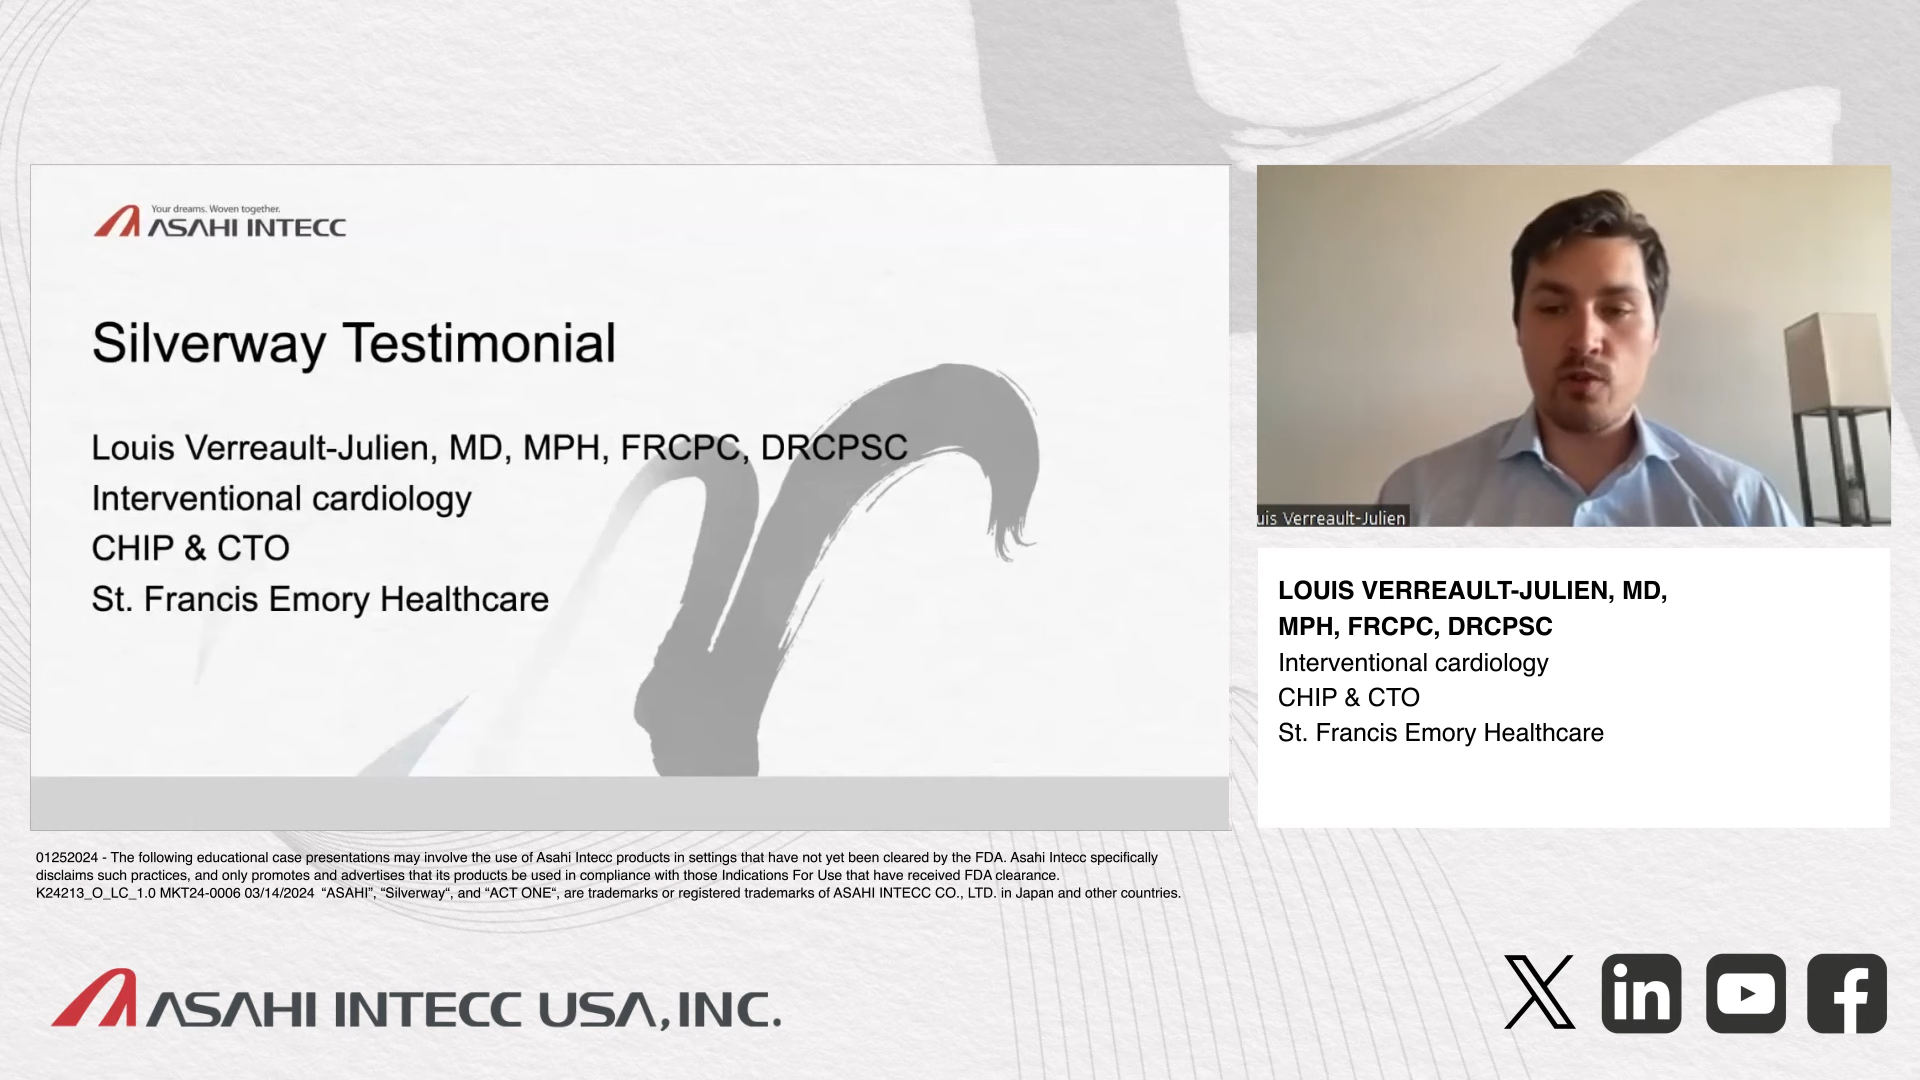 Your dreams. Woven together.
ASAHI INTECC
Silverway Testimonial
Louis Verreault-Julien, MD, MPH, FRCPC, DRCPSC
Interventional cardiology
CHIP & CTO
St. Francis Emory Healthcare
uis Verreault-Julien
LOUIS VERREAULT-JULIEN, MD,
MPH, FRCPC, DRCPSC
Interventional cardiology
CHIP & CTO
St. Francis Emory Healthcare
01252024 - The following educational case presentations may involve the use of Asahi Intecc products in settings that have not yet been cleared by the FDA. Asahi Intecc specifically
disclaims such practices, and only promotes and advertises that its products be used in compliance with those Indications For Use that have received FDA clearance.
K24213_O_LC_1.0 MKT24-0006 03/14/2024 “ASAHI”, “Silverway“, and “ACT ONE“, are trademarks or registered trademarks of ASAHI INTECC CO., LTD. in Japan and other countries.
ASAHI INTECC USA, INC.
X
in
f